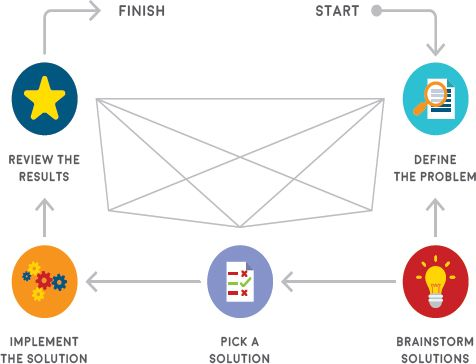 FINISH
START
REVIEW THE
RESULTS
DEFINE
THE PROBLEM
IMPLEMENT
THE SOLUTION
PICK A
SOLUTION
BRAINSTORM
SOLUTIONS